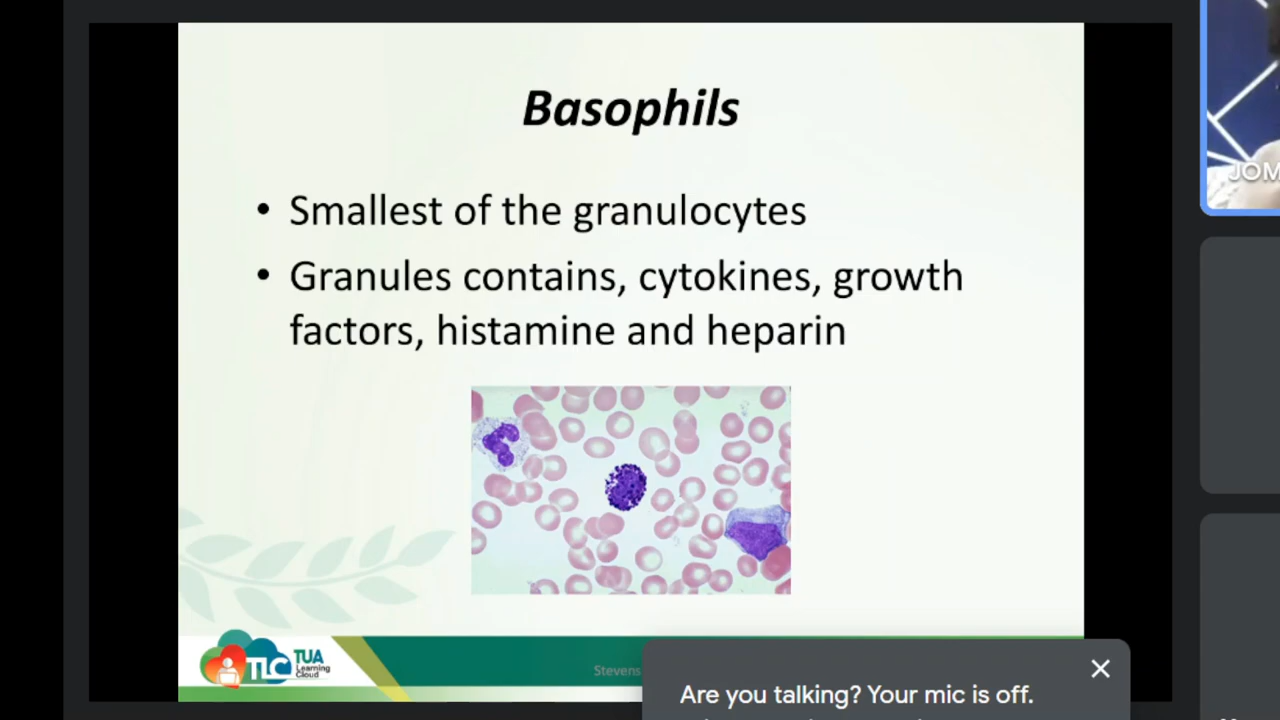 Basophils
• Smallest of the granulocytes
• Granules contains, cytokines, growth
factors, histamine and heparin
TLC
TUA
Learning
Cloud
Stevens
Are you talking? Your mic is off.
JOM